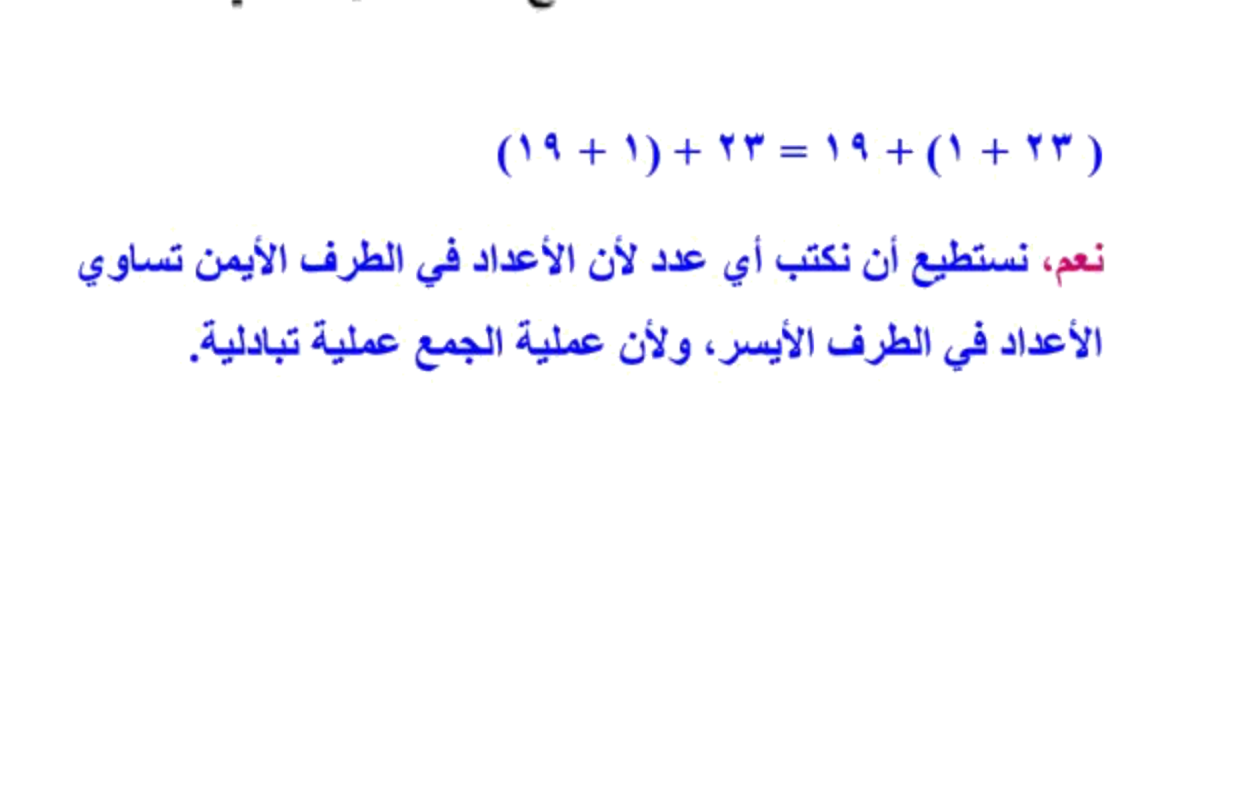 ( ٢٣ + ١) + ١٩ = ٢٣ + (١ + ١٩)
نعم، نستطيع أن نكتب أي عدد لأن الأعداد في الطرف الأيمن تساوي
الأعداد في الطرف الأيسر، ولأن عملية الجمع عملية تبادلية.